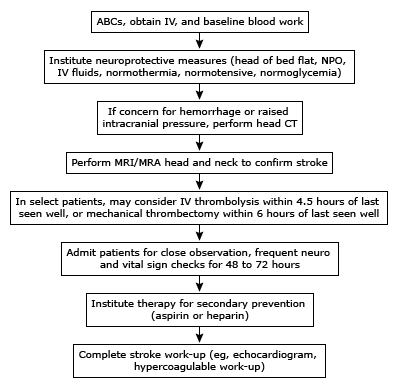 ABCs, obtain IV, and baseline blood work
Institute neuroprotective measures (head of bed flat, NPO,
IV fluids, normothermia, normotensive, normoglycemia)
If concern for hemorrhage or raised
intracranial pressure, perform head CT
Perform MRI/MRA head and neck to confirm stroke
In select patients, may consider IV thrombolysis within 4.5 hours of last
seen well, or mechanical thrombectomy within 6 hours of last seen well
Admit patients for close observation, frequent neuro
and vital sign checks for 48 to 72 hours
Institute therapy for secondary prevention
(aspirin or heparin)
Complete stroke work-up (eg, echocardiogram,
hypercoagulable work-up)